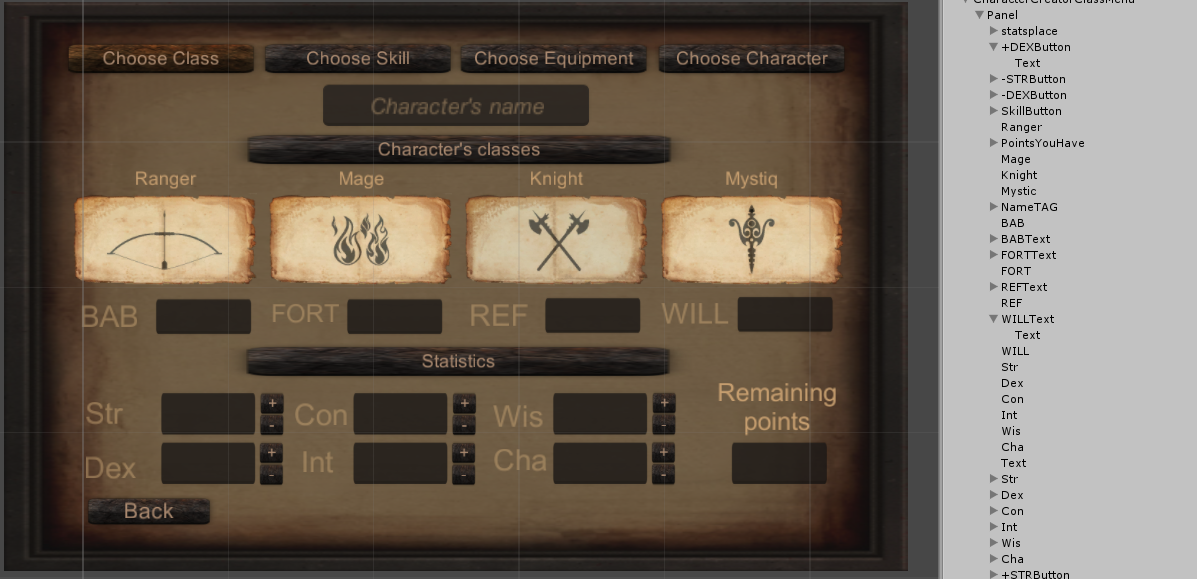 Choose Class
Choose Skill
Choose Equipment
Choose Character
Character's name
Character's classes
Ranger
Mage
Knight
Mystiq
BAB
FORT
REF
WILL
Statistics
Str
+
-
Con
+
-
Wis
+
-
Remaining
points
Dex
+
-
Int
+
-
Cha
+
-
Back
CharacterCreatorClassMenu
Panel
statsplace
+DEXButton
Text
-STRButton
-DEXButton
SkillButton
Ranger
PointsYouHave
Mage
Knight
Mystic
NameTAG
BAB
BABText
FORTText
FORT
REFText
REF
WILLText
Text
WILL
Str
Dex
Con
Int
Wis
Cha
Text
Str
Dex
Con
Int
Wis
Cha
+STRButton